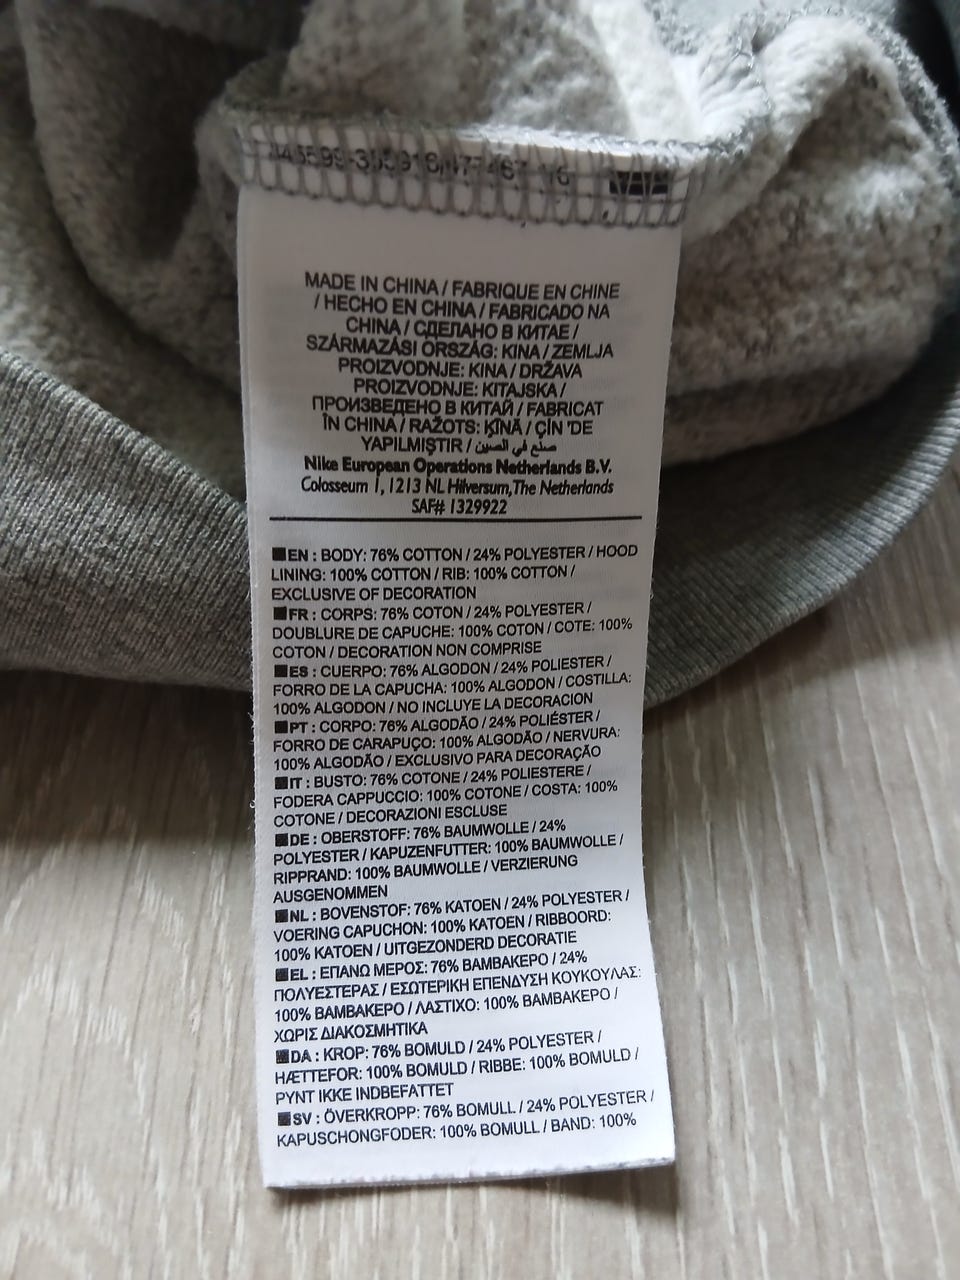 MADE IN CHINA / FABRIQUE EN CHINE
/ HECHO EN CHINA / FABRICADO NA
CHINA / СДЕЛАНО В КИТАЕ /
SZÁRMAZÁSI ORSZÁG: KINA / ZEMLJA
PROIZVODNJE: KINA / DRŽAVA
PROIZVODNJE: KITAJSKA /
ПРОИЗВЕДЕНО В КИТАЙ / FABRICAT
ÎN CHINA / RAŽOTS: ĶĪNĀ / ÇİN 'DE
YAPILMIŞTIR / صنع في الصين
Nike European Operations Netherlands B.V.
Colosseum 1, 1213 NL Hilversum, The Netherlands
SAF# 1329922
EN : BODY: 76% COTTON / 24% POLYESTER / HOOD
LINING: 100% COTTON / RIB: 100% COTTON /
EXCLUSIVE OF DECORATION
FR : CORPS: 76% COTON / 24% POLYESTER /
DOUBLURE DE CAPUCHE: 100% COTON / COTE: 100%
COTON / DECORATION NON COMPRISE
ES : CUERPO: 76% ALGODON / 24% POLIESTER /
FORRO DE LA CAPUCHA: 100% ALGODON / COSTILLA:
100% ALGODON / NO INCLUYE LA DECORACION
PT : CORPO: 76% ALGODÃO / 24% POLIÉSTER /
FORRO DE CARAPUÇO: 100% ALGODÃO / NERVURA:
100% ALGODÃO / EXCLUSIVO PARA DECORAÇÃO
IT : BUSTO: 76% COTONE / 24% POLIESTERE /
FODERA CAPPUCCIO: 100% COTONE / COSTA: 100%
COTONE / DECORAZIONI ESCLUSE
DE : OBERSTOFF: 76% BAUMWOLLE / 24%
POLYESTER / KAPUZENFUTTER: 100% BAUMWOLLE /
RIPPRAND: 100% BAUMWOLLE / VERZIERUNG
AUSGENOMMEN
NL : BOVENSTOF: 76% KATOEN / 24% POLYESTER /
VOERING CAPUCHON: 100% KATOEN / RIBBOORD:
100% KATOEN / UITGEZONDERD DECORATIE
EL : ΕΠΑΝΩ ΜΕΡΟΣ: 76% ΒΑΜΒΑΚΕΡΟ / 24%
ΠΟΛΥΕΣΤΕΡΑΣ / ΕΣΩΤΕΡΙΚΗ ΕΠΕΝΔΥΣΗ ΚΟΥΚΟΥΛΑΣ:
100% ΒΑΜΒΑΚΕΡΟ / ΛΑΣΤΙΧΟ: 100% ΒΑΜΒΑΚΕΡΟ /
ΧΩΡΙΣ ΔΙΑΚΟΣΜΗΤΙΚΑ
DA : KROP: 76% BOMULD / 24% POLYESTER /
HÆTTEFOR: 100% BOMULD / RIBBE: 100% BOMULD /
PYNT IKKE INDBEFATTET
SV : ÖVERKROPP: 76% BOMULL / 24% POLYESTER /
KAPUSCHONGFODER: 100% BOMULL / BAND: 100%